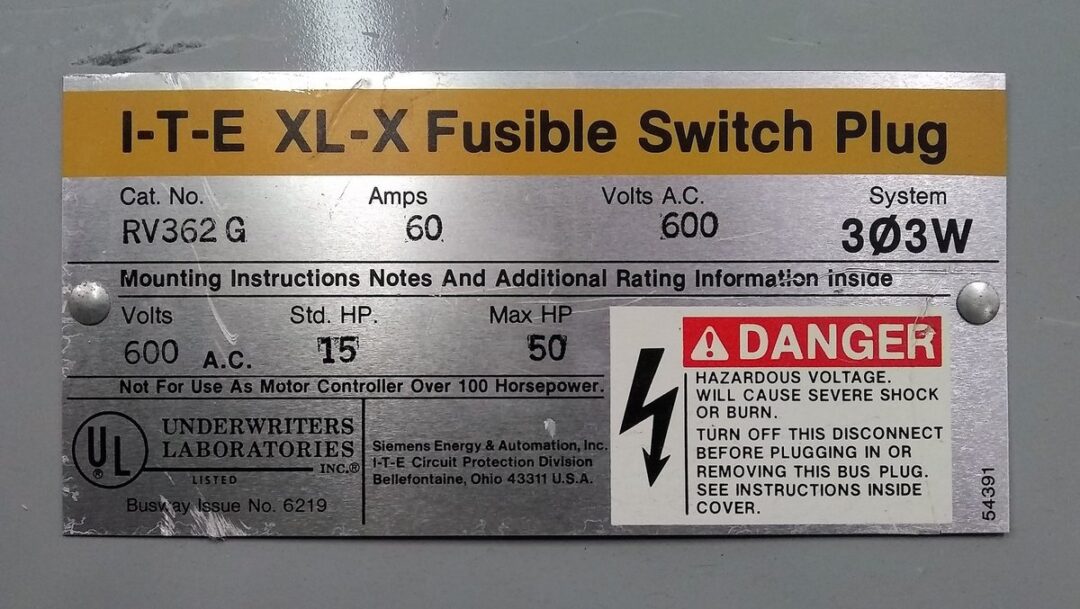 I-T-E XL-X Fusible Switch Plug
Cat. No. Amps Volts A.C. System
RV362 G 60 600 3Ø3W
Mounting Instructions Notes And Additional Rating Information inside
Volts Std. HP. Max HP
600 A.C. 15 50
Not For Use As Motor Controller Over 100 Horsepower.
UL
®
UNDERWRITERS
LABORATORIES
INC.®
LISTED
Busway Issue No. 6219
Siemens Energy & Automation, Inc.
I-T-E Circuit Protection Division
Bellefontaine, Ohio 43311 U.S.A.
DANGER
HAZARDOUS VOLTAGE.
WILL CAUSE SEVERE SHOCK
OR BURN.
TURN OFF THIS DISCONNECT
BEFORE PLUGGING IN OR
REMOVING THIS BUS PLUG.
SEE INSTRUCTIONS INSIDE
COVER.
54391